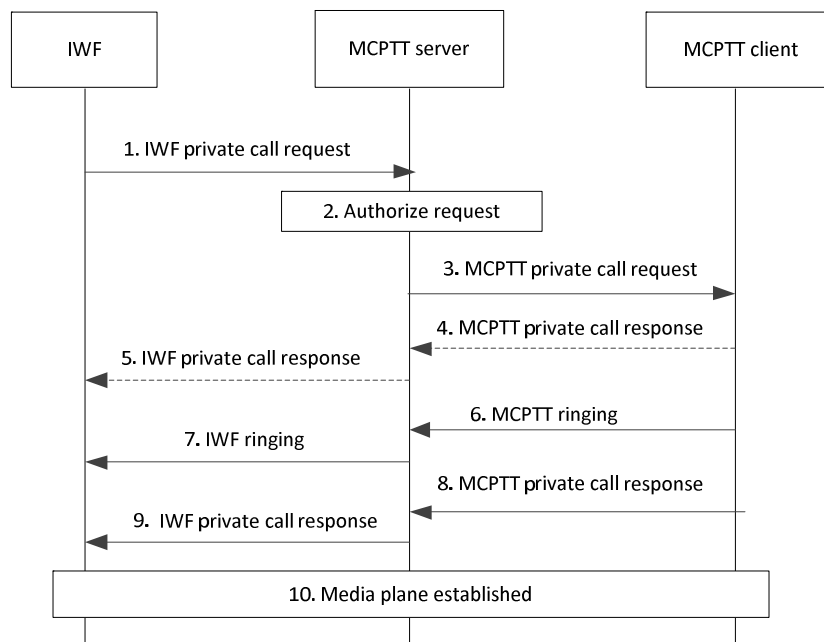 IWF
MCPTT server
MCPTT client
1. IWF private call request
2. Authorize request
3. MCPTT private call request
4. MCPTT private call response
5. IWF private call response
6. MCPTT ringing
7. IWF ringing
8. MCPTT private call response
9. IWF private call response
10. Media plane established